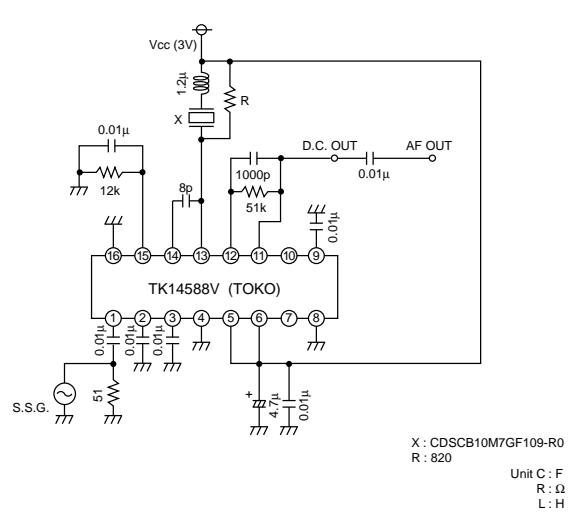 Vcc (3V)
1.2µ
R
X
0.01µ
12k
8p
1000p
51k
D.C. OUT
AF OUT
0.01µ
0.01µ
16 15 14 13 12 11 10 9
TK14588V (TOKO)
1 2 3 4 5 6 7 8
0.01µ
0.01µ
0.01µ
S.S.G.
51
+
4.7µ
0.01µ
X : CDSCB10M7GF109-R0
R : 820
Unit C : F
R : Ω
L : H